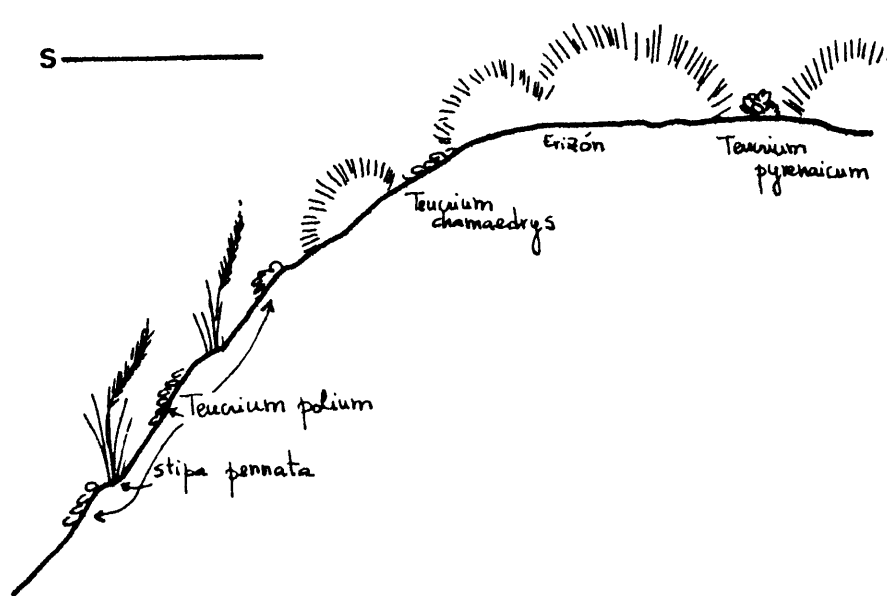 S
Erizón
Teucrium
pyrenaicum
Teucrium
chamaedrys
Teucrium polium
stipa pennata